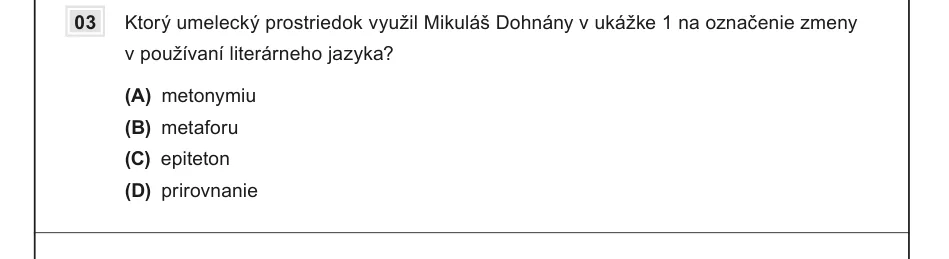 03 Ktorý umelecký prostriedok využil Mikuláš Dohnány v ukážke 1 na označenie zmeny
v používaní literárneho jazyka?
(A) metonymiu
(B) metaforu
(C) epiteton
(D) prirovnanie